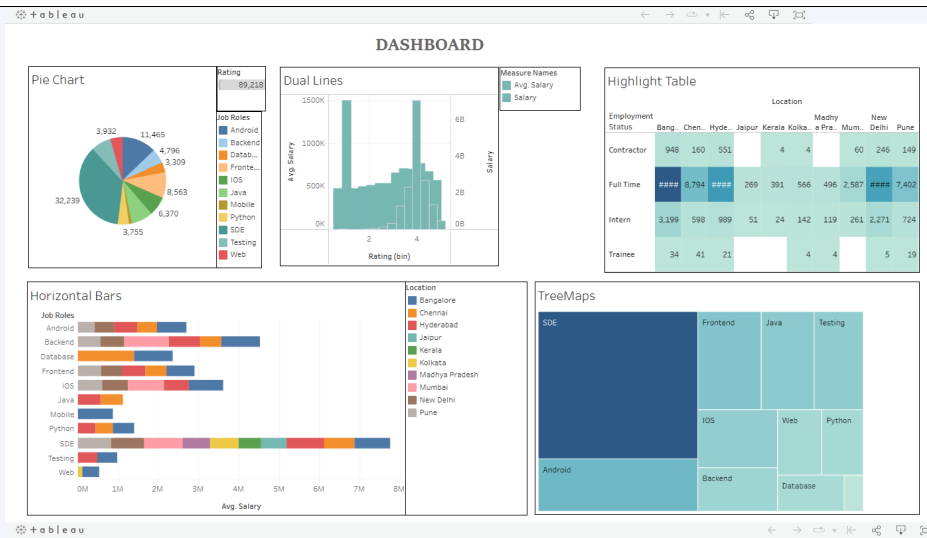 + a b | e a u
DASHBOARD
Pie Chart
3,932
11,465
4,796
3,309
8,563
6,370
3,755
32,239
Rating
89,218
Job Roles
Android
Backend
Datab...
Fronte...
IOS
Java
Mobile
Python
SDE
Testing
Web
Dual Lines
1500K
1000K
500K
0K
Avg. Salary
6B
4B
2B
0B
Salary
2 4
Rating (bin)
Measure Names
Avg. Salary
Salary
Highlight Table
Location
Employment Status Bang.. Chen.. Hyde.. Jaipur Kerala Kolka.. Madhy a Pra.. Mum.. New Delhi Pune
Contractor 948 160 551 4 4 60 246 149
Full Time #### 8,794 #### 269 391 566 496 2,587 #### 7,402
Intern 3,199 598 989 51 24 142 119 261 2,271 724
Trainee 34 41 21 4 4 5 19
Horizontal Bars
Job Roles
Android
Backend
Database
Frontend
IOS
Java
Mobile
Python
SDE
Testing
Web
0M 1M 2M 3M 4M 5M 6M 7M 8M
Avg. Salary
Location
Bangalore
Chennai
Hyderabad
Jaipur
Kerala
Kolkata
Madhya Pradesh
Mumbai
New Delhi
Pune
TreeMaps
SDE
Frontend
Java
Testing
IOS
Web
Python
Android
Backend
Database
+ a b | e a u